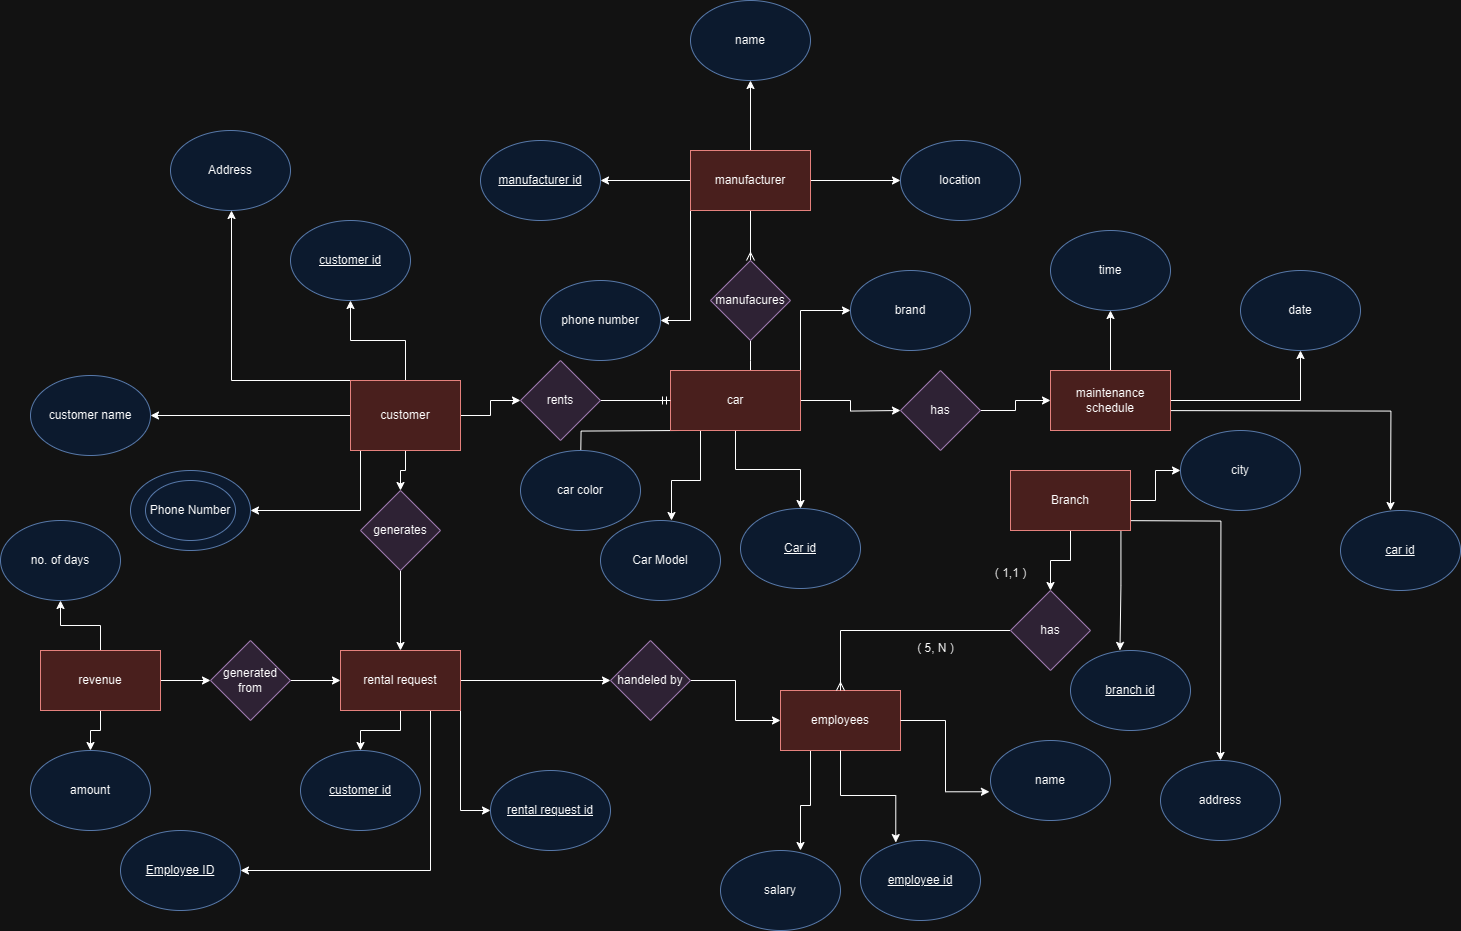 name
Address
manufacturer id
manufacturer
location
customer id
time
manufacures
date
brand
phone number
maintenance
schedule
rents
car
has
customer name
customer
city
car color
Branch
Phone Number
generates
Car id
car id
no. of days
Car Model
( 1,1 )
has
( 5, N )
generated
from
revenue
rental request
handeled by
branch id
employees
name
amount
customer id
address
rental request id
Employee ID
employee id
salary